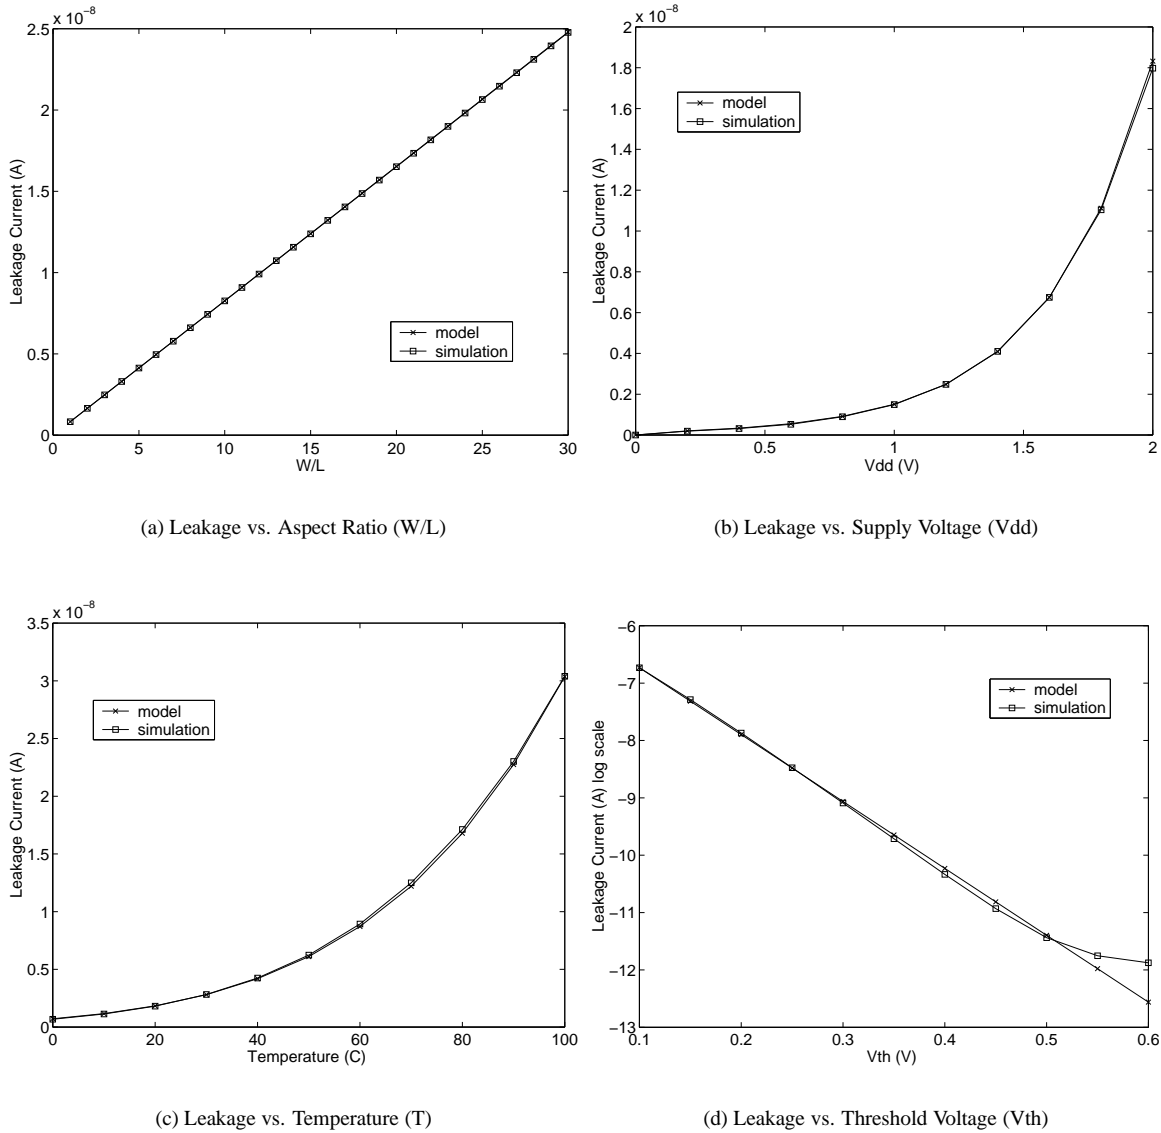 x 10−8
2.5
2
1.5
1
0.5
0
0 5 10 15 20 25 30
Leakage Current (A)
W/L
model
simulation
(a) Leakage vs. Aspect Ratio (W/L)
x 10−8
2
1.8
1.6
1.4
1.2
1
0.8
0.6
0.4
0.2
0
0 0.5 1 1.5 2
Leakage Current (A)
Vdd (V)
model
simulation
(b) Leakage vs. Supply Voltage (Vdd)
x 10−8
3.5
3
2.5
2
1.5
1
0.5
0
0 20 40 60 80 100
Leakage Current (A)
Temperature (C)
model
simulation
(c) Leakage vs. Temperature (T)
−6
−7
−8
−9
−10
−11
−12
−13
0.1 0.2 0.3 0.4 0.5 0.6
Leakage Current (A) log scale
Vth (V)
model
simulation
(d) Leakage vs. Threshold Voltage (Vth)